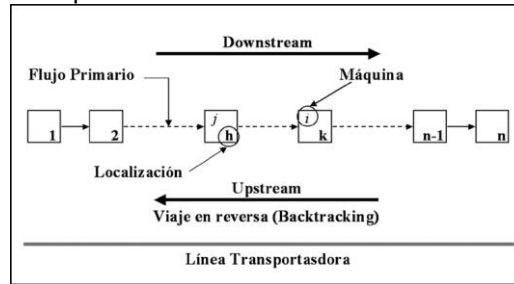 Downstream
Flujo Primario
Máquina
1
2
j
h
i
k
n-1
n
Localización
Upstream
Viaje en reversa (Backtracking)
Línea Transportasdora